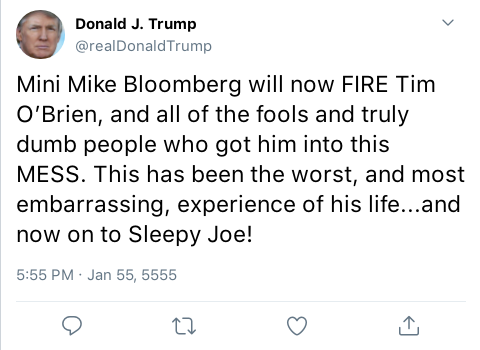 Donald J. Trump
@realDonaldTrump
Mini Mike Bloomberg will now FIRE Tim
O’Brien, and all of the fools and truly
dumb people who got him into this
MESS. This has been the worst, and most
embarrassing, experience of his life...and
now on to Sleepy Joe!
5:55 PM · Jan 55, 5555